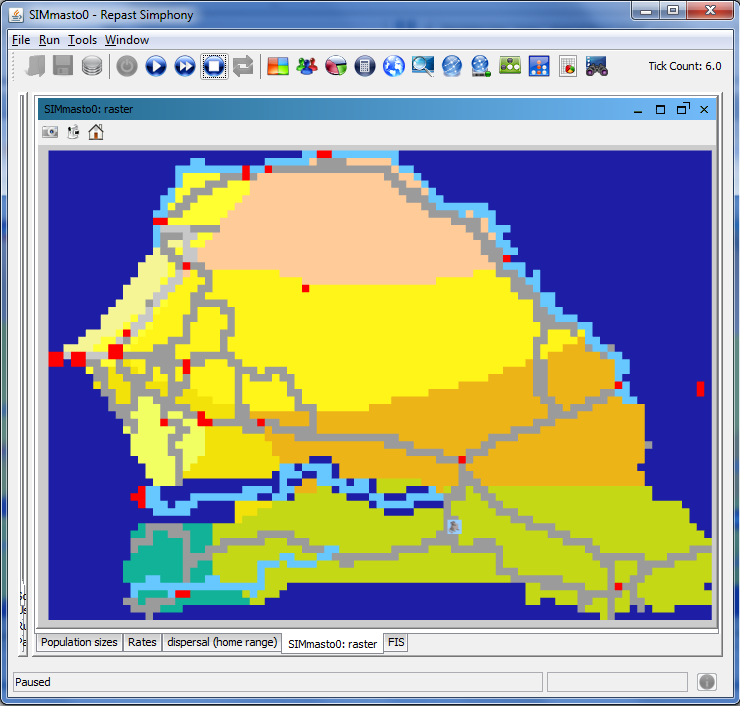 SIMmasto0 - Repast Simphony
File Run Tools Window
Tick Count: 6.0
SIMmasto0: raster
Population sizes Rates dispersal (home range) SIMmasto0: raster FIS
Paused